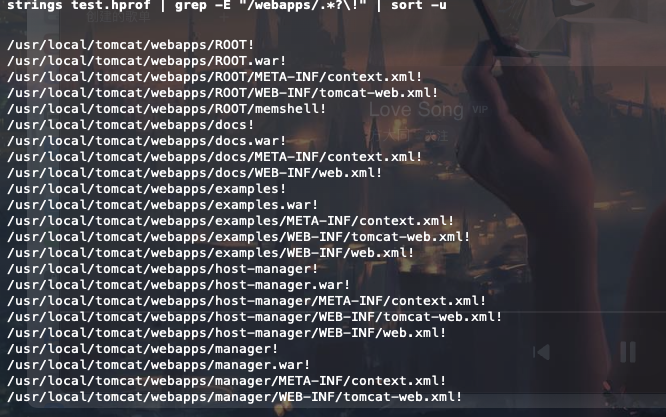 strings test.hprof | grep -E "/webapps/.*?\!" | sort -u
创建的歌单
/usr/local/tomcat/webapps/ROOT!
/usr/local/tomcat/webapps/ROOT.war!
/usr/local/tomcat/webapps/ROOT/META-INF/context.xml!
/usr/local/tomcat/webapps/ROOT/WEB-INF/tomcat-web.xml!
/usr/local/tomcat/webapps/ROOT/memshell!
Love Song VIP
/usr/local/tomcat/webapps/docs!
/usr/local/tomcat/webapps/docs.war!
/usr/local/tomcat/webapps/docs/META-INF/context.xml!
/usr/local/tomcat/webapps/docs/WEB-INF/web.xml!
/usr/local/tomcat/webapps/examples!
/usr/local/tomcat/webapps/examples.war!
/usr/local/tomcat/webapps/examples/META-INF/context.xml!
/usr/local/tomcat/webapps/examples/WEB-INF/tomcat-web.xml!
/usr/local/tomcat/webapps/examples/WEB-INF/web.xml!
/usr/local/tomcat/webapps/host-manager!
/usr/local/tomcat/webapps/host-manager.war!
/usr/local/tomcat/webapps/host-manager/META-INF/context.xml!
/usr/local/tomcat/webapps/host-manager/WEB-INF/tomcat-web.xml!
/usr/local/tomcat/webapps/host-manager/WEB-INF/web.xml!
/usr/local/tomcat/webapps/manager!
/usr/local/tomcat/webapps/manager.war!
/usr/local/tomcat/webapps/manager/META-INF/context.xml!
/usr/local/tomcat/webapps/manager/WEB-INF/tomcat-web.xml!